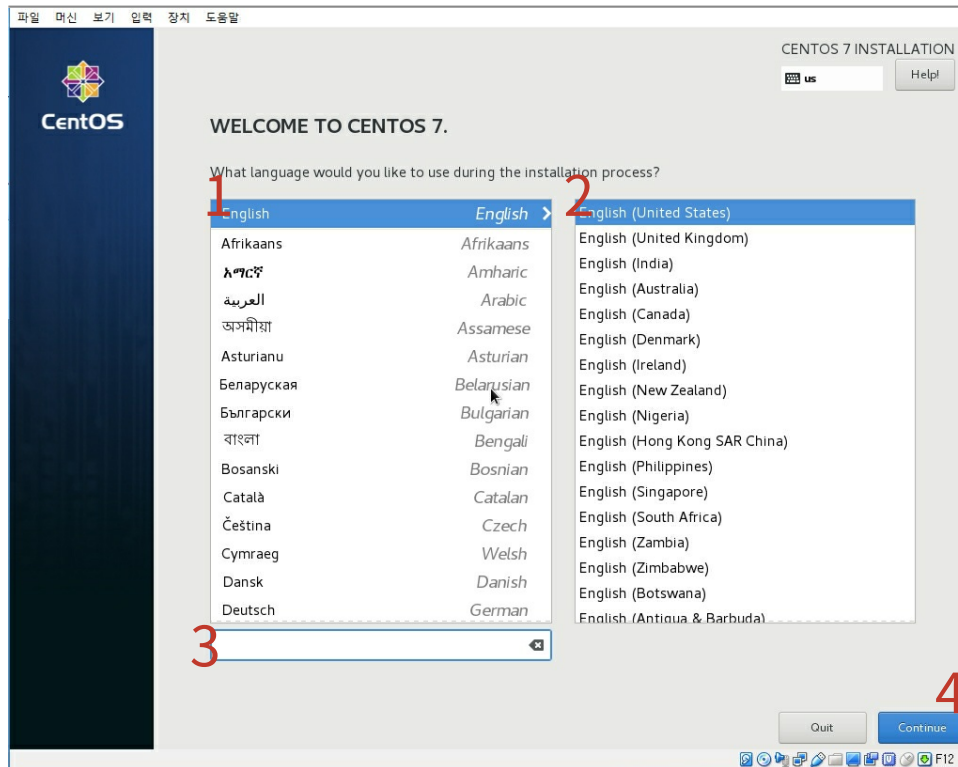 파일 머신 보기 입력 장치 도움말
CentOS
CENTOS 7 INSTALLATION
us
Help!
WELCOME TO CENTOS 7.
What language would you like to use during the installation process?
1
2
English English
Afrikaans Afrikaans
አማርኛ Amharic
العربية Arabic
অসমীয়া Assamese
Asturianu Asturian
Беларуская Belarusian
Български Bulgarian
বাংলা Bengali
Bosanski Bosnian
Català Catalan
Čeština Czech
Cymraeg Welsh
Dansk Danish
Deutsch German
English (United States)
English (United Kingdom)
English (India)
English (Australia)
English (Canada)
English (Denmark)
English (Ireland)
English (New Zealand)
English (Nigeria)
English (Hong Kong SAR China)
English (Philippines)
English (Singapore)
English (South Africa)
English (Zambia)
English (Zimbabwe)
English (Botswana)
English (Antigua & Barbuda)
3
4
Quit
Continue
F12